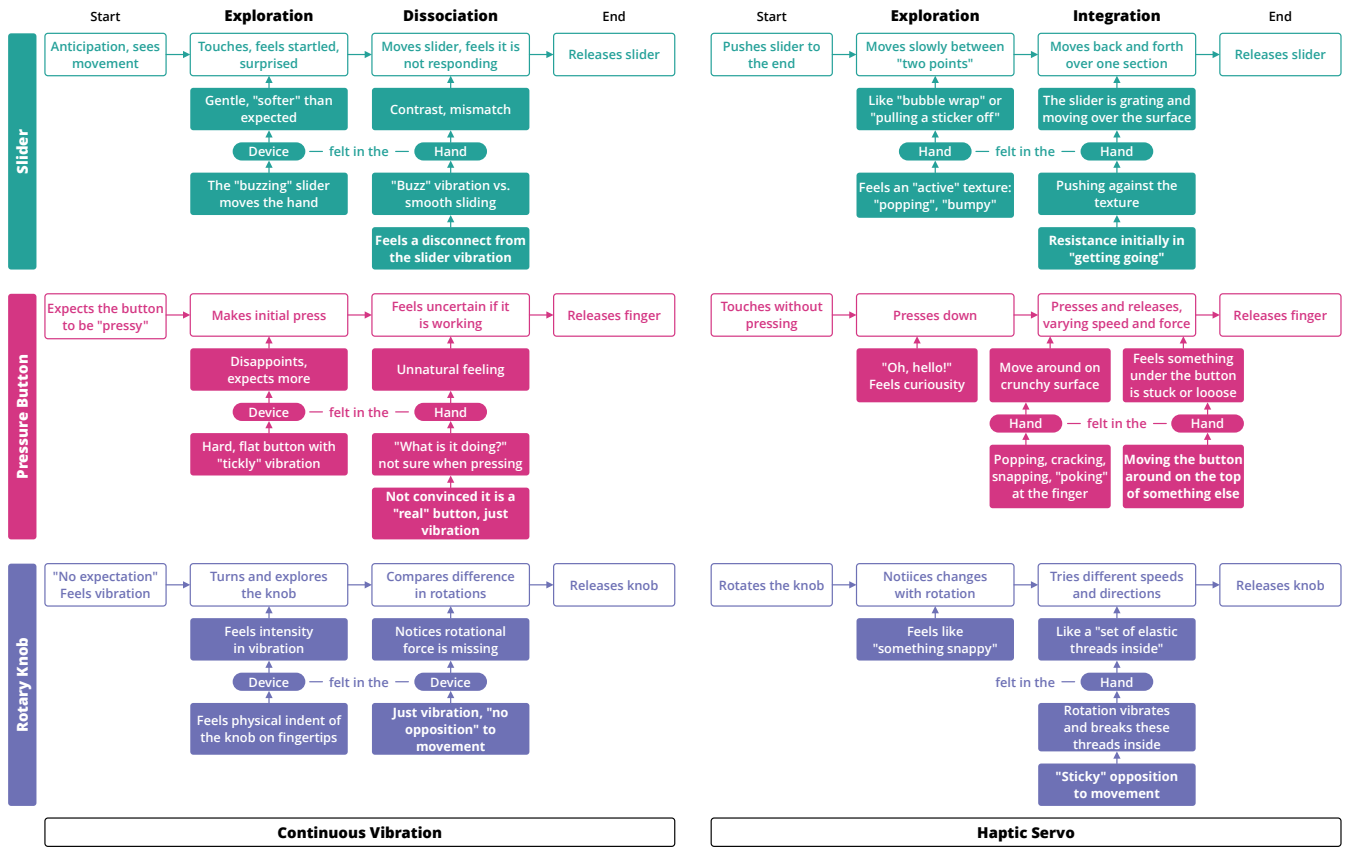 Start
Exploration
Dissociation
End
Start
Exploration
Integration
End
Slider
Anticipation, sees
movement
Touches, feels startled,
surprised
Moves slider, feels it is
not responding
Releases slider
Gentle, "softer" than
expected
Contrast, mismatch
Device
felt in the
Hand
The "buzzing" slider
moves the hand
"Buzz" vibration vs.
smooth sliding
Feels a disconnect from
the slider vibration
Pushes slider to
the end
Moves slowly between
"two points"
Moves back and forth
over one section
Releases slider
Like "bubble wrap" or
"pulling a sticker off"
The slider is grating and
moving over the surface
Hand
felt in the
Hand
Feels an "active" texture:
"popping", "bumpy"
Pushing against the
texture
Resistance initially in
"getting going"
Pressure Button
Expects the button
to be "pressy"
Makes initial press
Feels uncertain if it
is working
Releases finger
Disappoints,
expects more
Unnatural feeling
Device
felt in the
Hand
Hard, flat button with
"tickly" vibration
"What is it doing?"
not sure when pressing
Not convinced it is a
"real" button, just
vibration
Touches without
pressing
Presses down
Presses and releases,
varying speed and force
Releases finger
"Oh, hello!"
Feels curiousity
Move around on
crunchy surface
Feels something
under the button
is stuck or looose
Hand
felt in the
Hand
Popping, cracking,
snapping, "poking"
at the finger
Moving the button
around on the top
of something else
Rotary Knob
"No expectation"
Feels vibration
Turns and explores
the knob
Compares difference
in rotations
Releases knob
Feels intensity
in vibration
Notices rotational
force is missing
Device
felt in the
Device
Feels physical indent of
the knob on fingertips
Just vibration, "no
opposition" to
movement
Rotates the knob
Notiices changes
with rotation
Tries different speeds
and directions
Releases knob
Feels like
"something snappy"
Like a "set of elastic
threads inside"
felt in the
Hand
Rotation vibrates
and breaks these
threads inside
"Sticky" opposition
to movement
Continuous Vibration
Haptic Servo